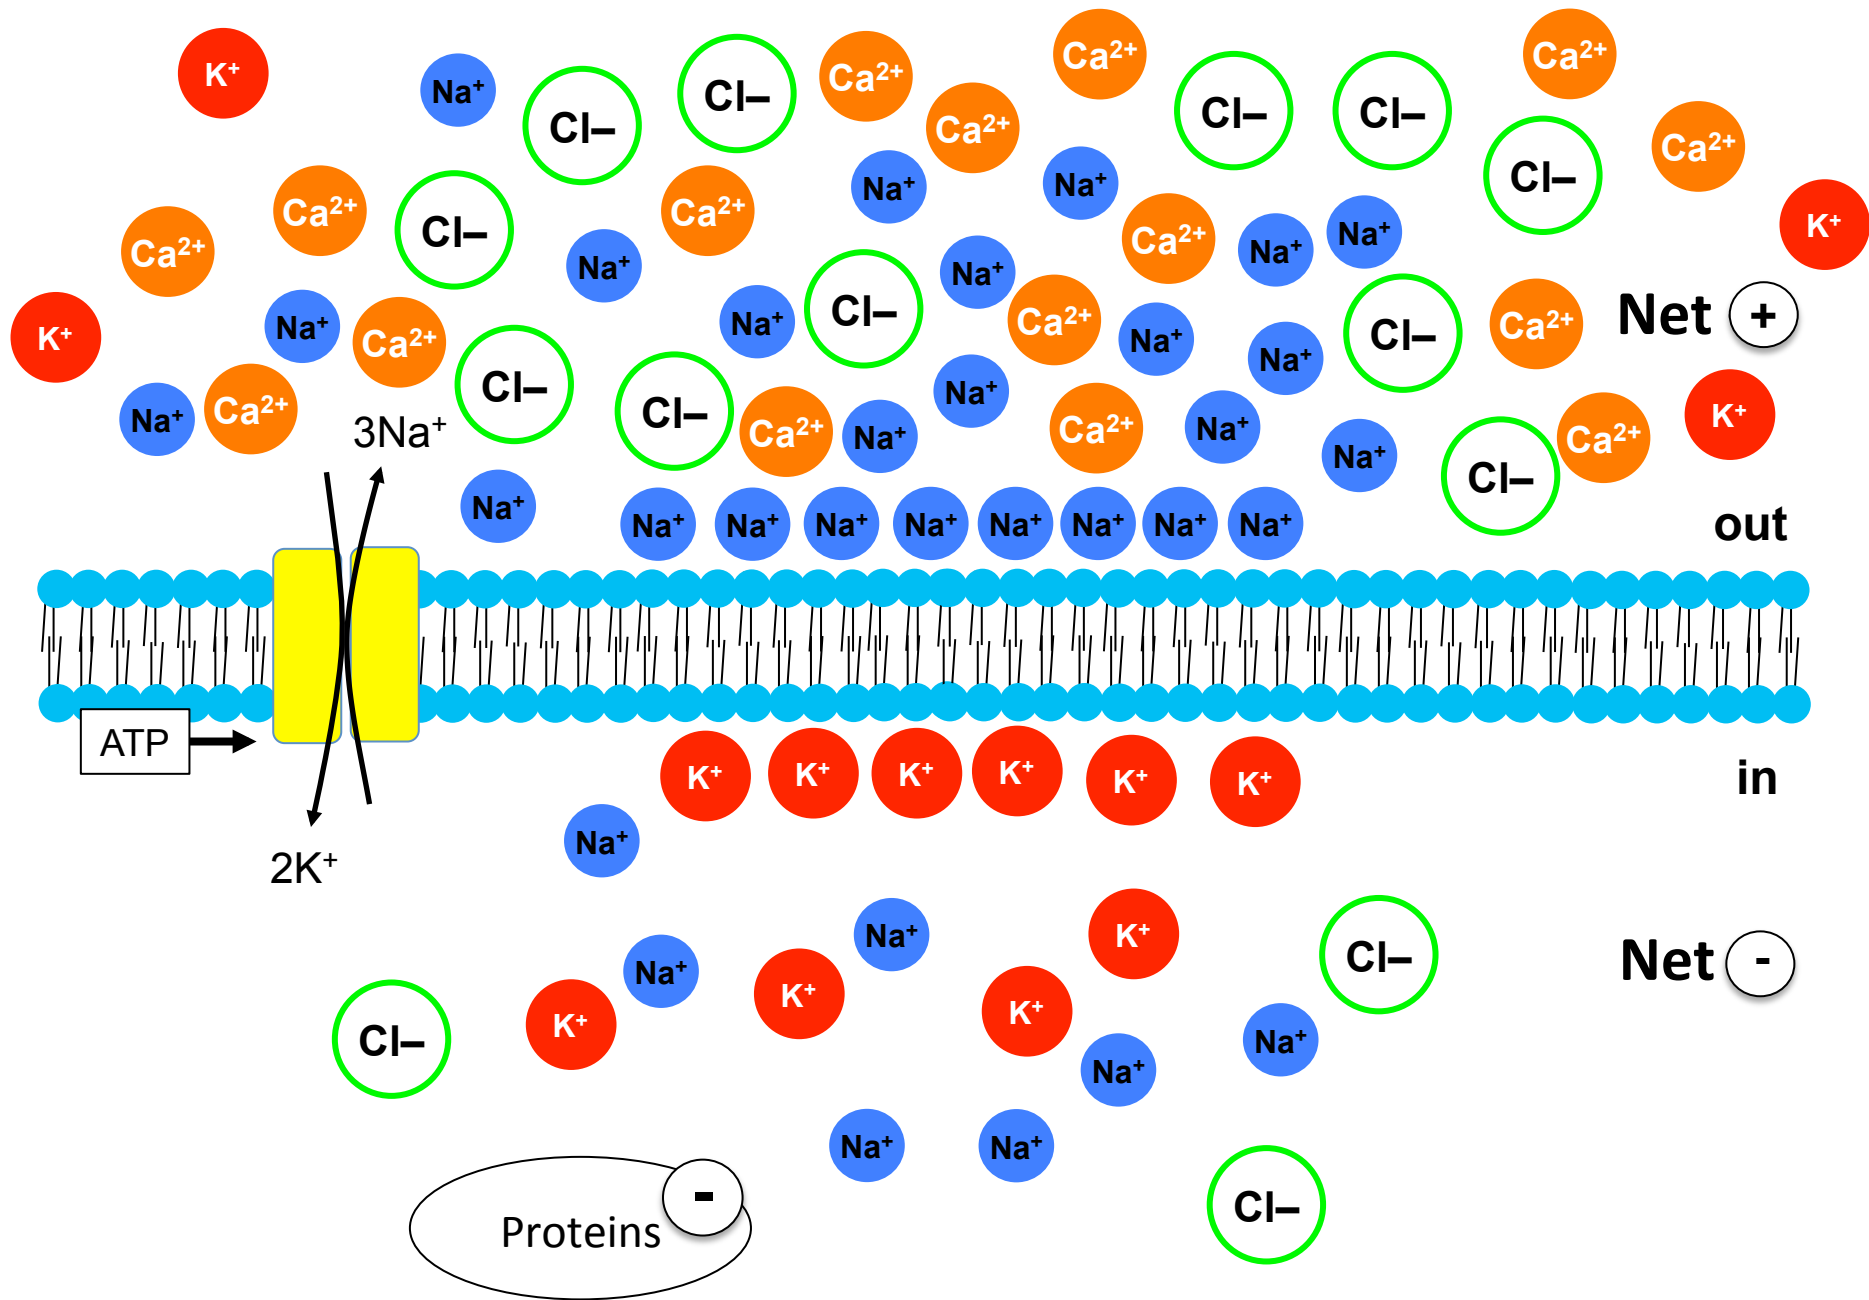 K⁺
Na⁺
Cl–
Cl–
Ca²⁺
Ca²⁺
Ca²⁺
Cl–
Cl–
Ca²⁺
Cl–
Ca²⁺
Ca²⁺
Ca²⁺
Cl–
Na⁺
Ca²⁺
Na⁺
Na⁺
Ca²⁺
Na⁺
Na⁺
K⁺
K⁺
Na⁺
Ca²⁺
Na⁺
Cl–
Na⁺
Ca²⁺
Na⁺
Na⁺
Cl–
Ca²⁺
Net +
Na⁺
Ca²⁺
Cl–
Cl–
Ca²⁺
Na⁺
Na⁺
Ca²⁺
Na⁺
Na⁺
Cl–
Ca²⁺
K⁺
3Na⁺
Na⁺
Na⁺
Na⁺
Na⁺
Na⁺
Na⁺
Na⁺
Na⁺
Na⁺
out
ATP
K⁺
K⁺
K⁺
K⁺
K⁺
K⁺
in
2K⁺
Na⁺
Na⁺
Na⁺
K⁺
Cl–
Net -
Cl–
K⁺
K⁺
K⁺
Na⁺
Na⁺
Na⁺
Na⁺
Cl–
Proteins -